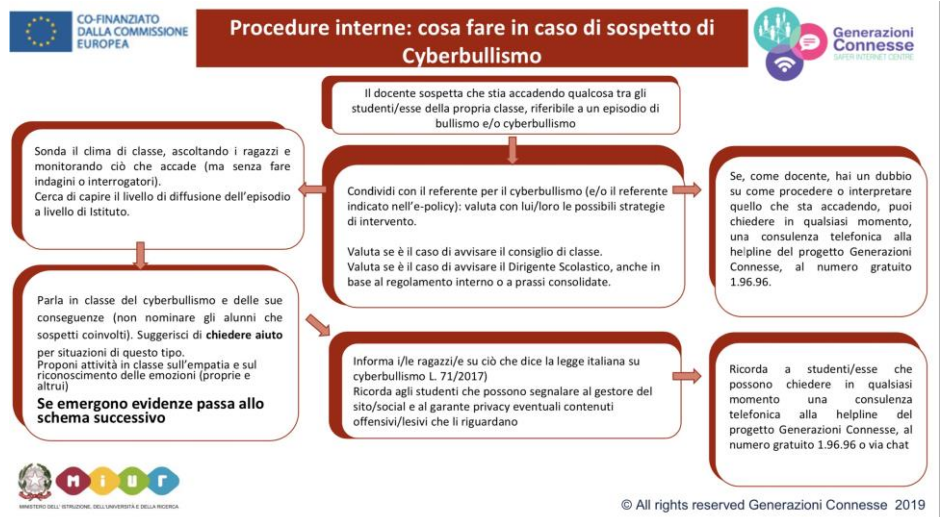 CO-FINANZIATO
DALLA COMMISSIONE
EUROPEA
Procedure interne: cosa fare in caso di sospetto di
Cyberbullismo
Generazioni
Connesse
SAFER INTERNET CENTRE
Il docente sospetta che stia accadendo qualcosa tra gli
studenti/esse della propria classe, riferibile a un episodio di
bullismo e/o cyberbullismo
Sonda il clima di classe, ascoltando i ragazzi e
monitorando ciò che accade (ma senza fare
indagini o interrogatori).
Cerca di capire il livello di diffusione dell'episodio
a livello di Istituto.
Condividi con il referente per il cyberbullismo (e/o il referente
indicato nell'e-policy): valuta con lui/loro le possibili strategie
di intervento.
Valuta se è il caso di avvisare il consiglio di classe.
Valuta se è il caso di avvisare il Dirigente Scolastico, anche in
base al regolamento interno o a prassi consolidate.
Se, come docente, hai un dubbio
su come procedere o interpretare
quello che sta accadendo, puoi
chiedere in qualsiasi momento,
una consulenza telefonica alla
helpline del progetto Generazioni
Connesse, al numero gratuito
1.96.96.
Parla in classe del cyberbullismo e delle sue
conseguenze (non nominare gli alunni che
sospetti coinvolti). Suggerisci di chiedere aiuto
per situazioni di questo tipo.
Proponi attività in classe sull'empatia e sul
riconoscimento delle emozioni (proprie e
altrui)
Se emergono evidenze passa allo
schema successivo
Informa i/le ragazzi/e su ciò che dice la legge italiana su
cyberbullismo L. 71/2017)
Ricorda agli studenti che possono segnalare al gestore del
sito/social e al garante privacy eventuali contenuti
offensivi/lesivi che li riguardano
Ricorda a studenti/esse che
possono chiedere in qualsiasi
momento una consulenza
telefonica alla helpline del
progetto Generazioni Connesse, al
numero gratuito 1.96.96 o via chat
miur
MINISTERO DELL'ISTRUZIONE, DELL'UNIVERSITÀ E DELLA RICERCA
© All rights reserved Generazioni Connesse 2019